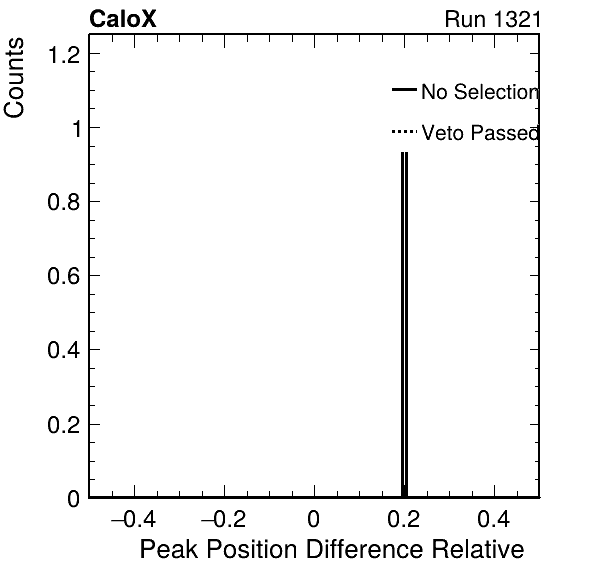 CaloX Run 1321
Counts
1.2
1
0.8
0.6
0.4
0.2
0
No Selection
Veto Passed
−0.4 −0.2 0 0.2 0.4
Peak Position Difference Relative